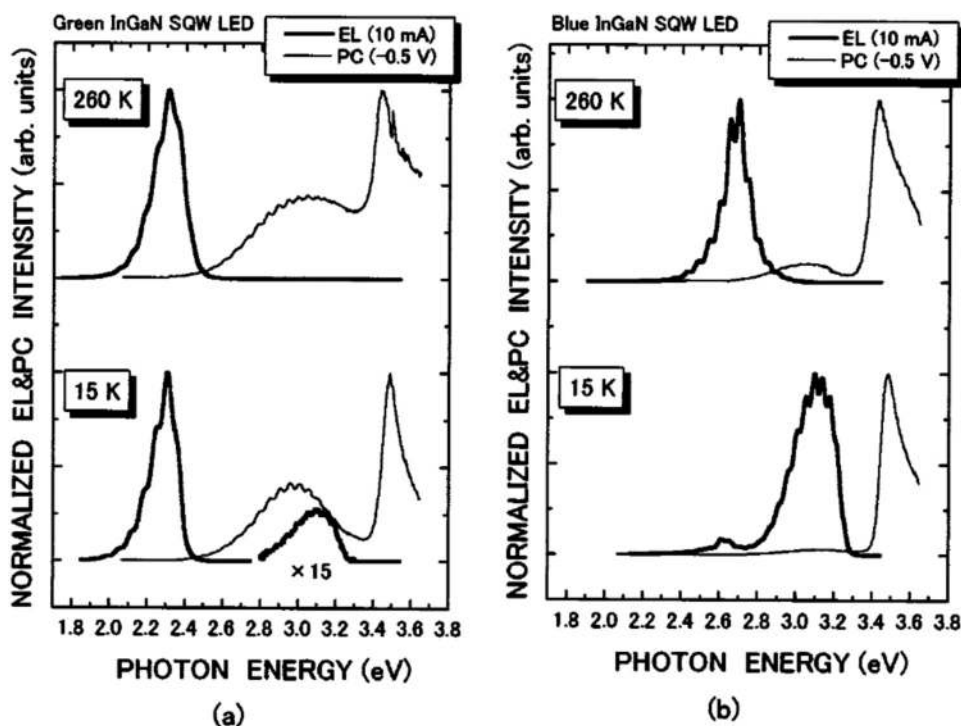 Green InGaN SQW LED
EL (10 mA)
PC (−0.5 V)
260 K
15 K
×15
NORMALIZED EL&PC INTENSITY (arb. units)
1.8 2.0 2.2 2.4 2.6 2.8 3.0 3.2 3.4 3.6 3.8
PHOTON ENERGY (eV)
(a)
Blue InGaN SQW LED
EL (10 mA)
PC (−0.5 V)
260 K
15 K
NORMALIZED EL&PC INTENSITY (arb. units)
1.8 2.0 2.2 2.4 2.6 2.8 3.0 3.2 3.4 3.6 3.8
PHOTON ENERGY (eV)
(b)